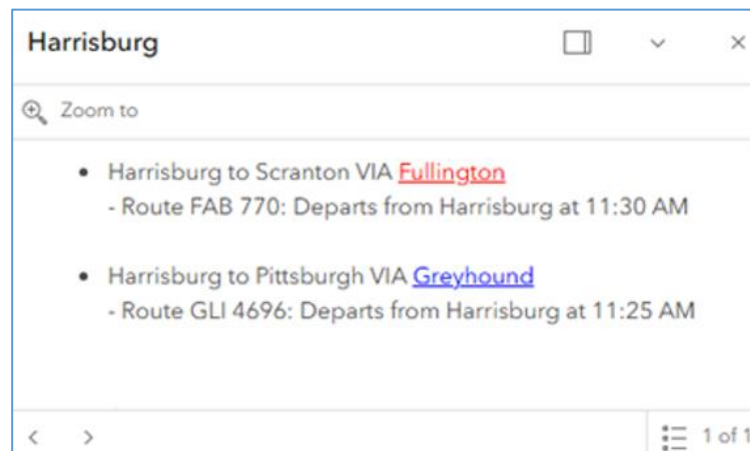 Harrisburg
Zoom to
• Harrisburg to Scranton VIA Fullington
- Route FAB 770: Departs from Harrisburg at 11:30 AM
• Harrisburg to Pittsburgh VIA Greyhound
- Route GLI 4696: Departs from Harrisburg at 11:25 AM
1 of 1